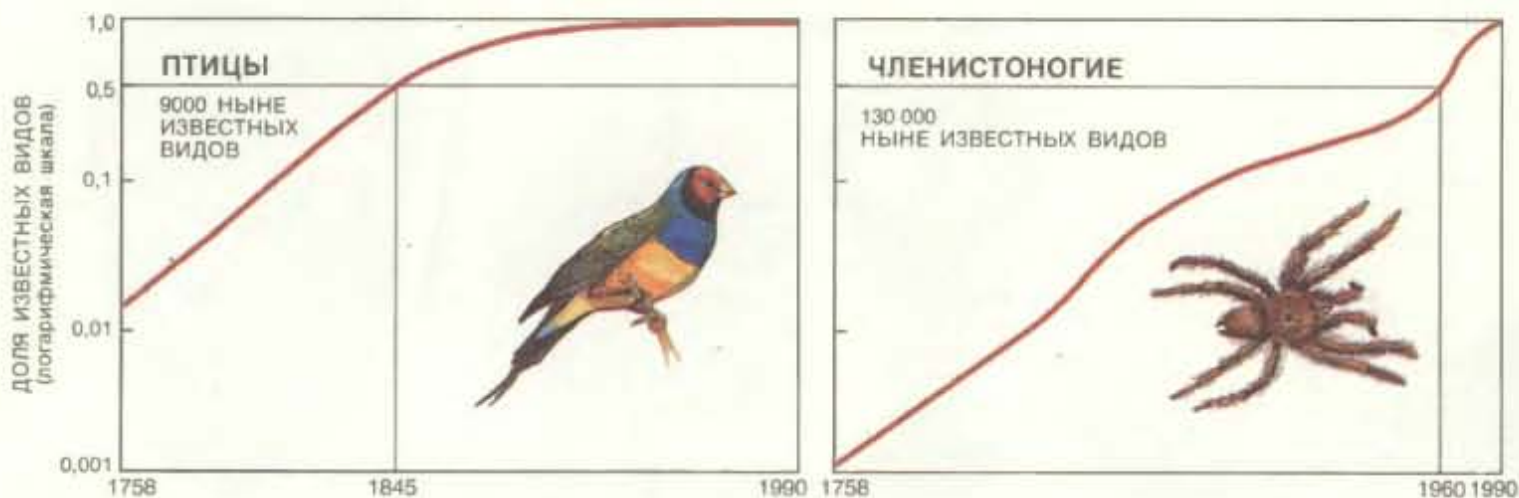 ДОЛЯ ИЗВЕСТНЫХ ВИДОВ
(логарифмическая шкала)
1,0
0,5
0,1
0,01
0,001
ПТИЦЫ
9000 НЫНЕ
ИЗВЕСТНЫХ
ВИДОВ
1758
1845
1990
ЧЛЕНИСТОНОГИЕ
130 000
НЫНЕ ИЗВЕСТНЫХ ВИДОВ
1758
1960
1990